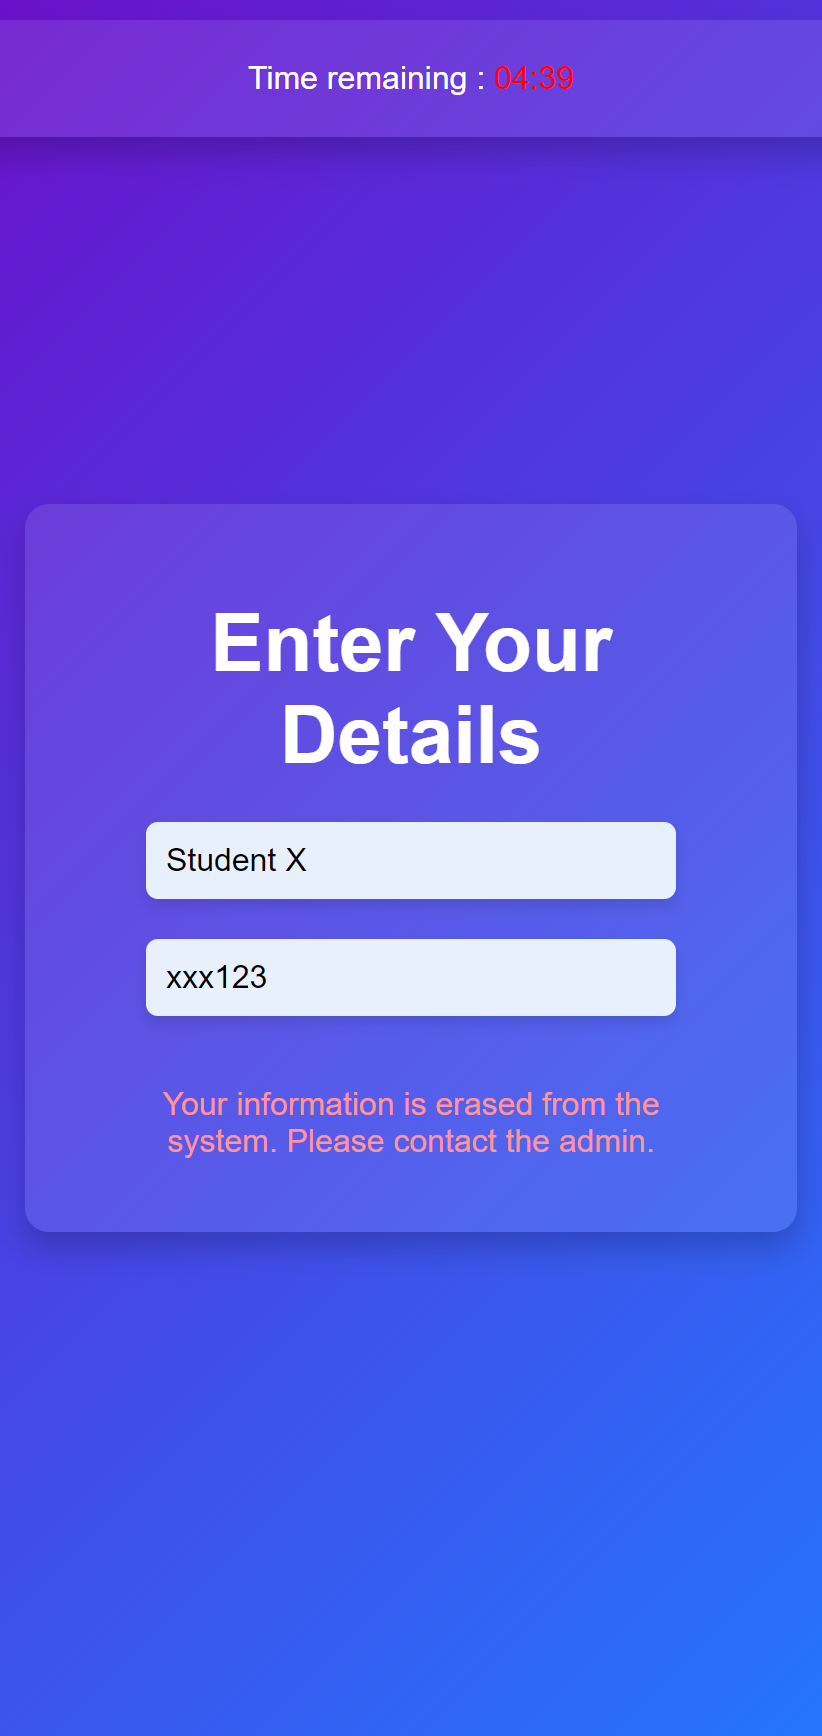 Time remaining : 04:39
Enter Your
Details
Student X
xxx123
Your information is erased from the
system. Please contact the admin.